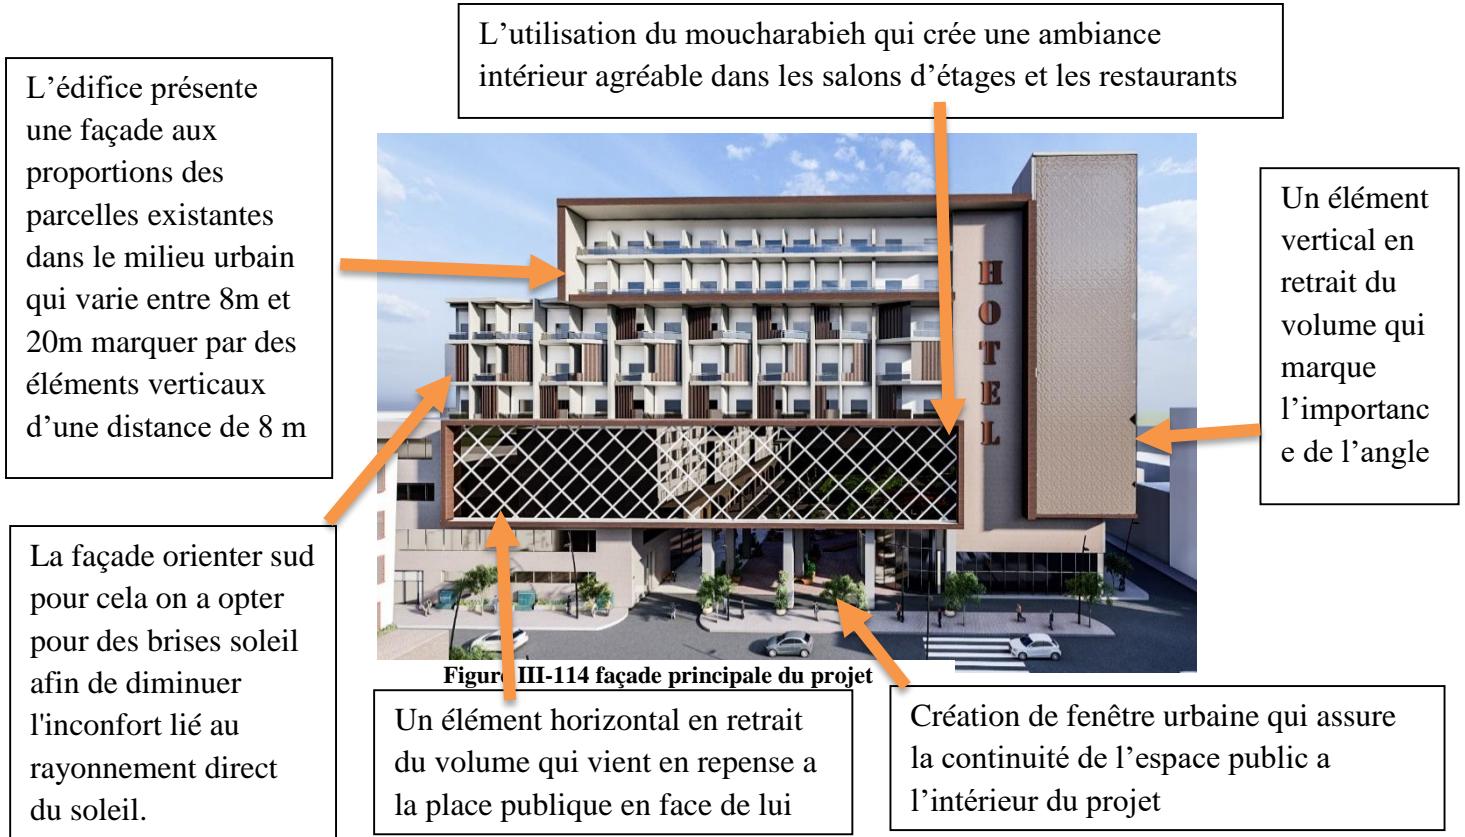 L’utilisation du moucharabieh qui crée une ambiance
intérieur agréable dans les salons d’étages et les restaurants
L’édifice présente
une façade aux
proportions des
parcelles existantes
dans le milieu urbain
qui varie entre 8m et
20m marquer par des
éléments verticaux
d’une distance de 8 m
Un élément
vertical en
retrait du
volume qui
marque
l’importanc
e de l’angle
HOTEL
La façade orienter sud
pour cela on a opter
pour des brises soleil
afin de diminuer
l'inconfort lié au
rayonnement direct
du soleil.
Figure III-114 façade principale du projet
Un élément horizontal en retrait
du volume qui vient en repense a
la place publique en face de lui
Création de fenêtre urbaine qui assure
la continuité de l’espace public a
l’intérieur du projet